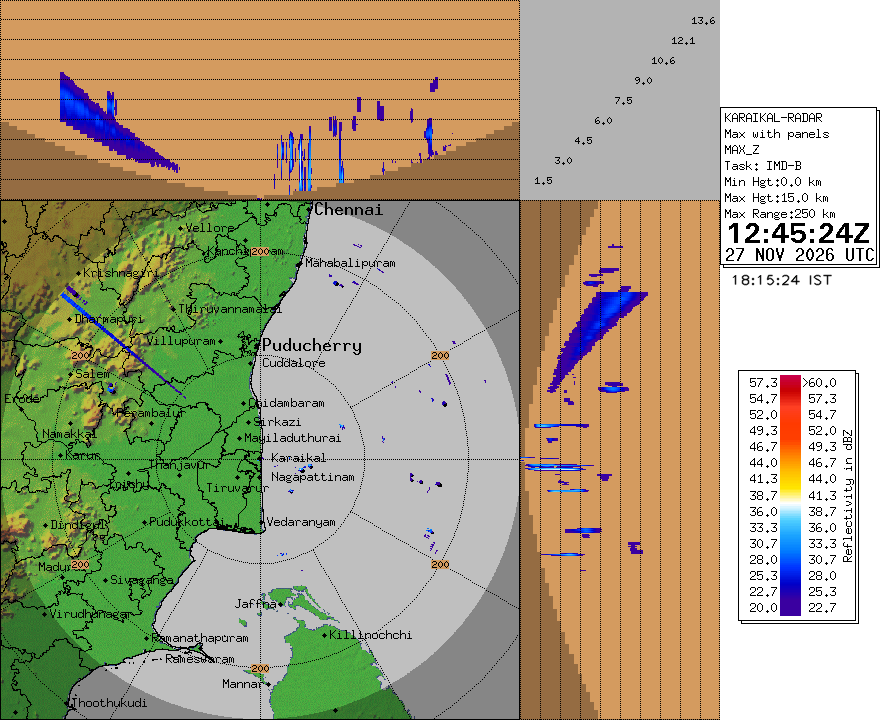 13.6
12.1
10.6
9.0
7.5
6.0
4.5
3.0
1.5
KARAIKAL-RADAR
Max with panels
MAX_Z
Task: IMD-B
Min Hgt:0.0 km
Max Hgt:15.0 km
Max Range:250 km
12:45:24Z
27 NOV 2026 UTC
18:15:24 IST
Chennai
Vellore
200
Mahabalipuram
Krishnagiri
Thiruvannamalai
Dharmapuri
Villupuram
Puducherry
200
200
Cuddalore
Salem
Erode
Chidambaram
Perambalur
Sirkazi
Namakkal
Mayiladuthurai
Karur
Karaikal
Thanjavur
Nagapattinam
Tiruvarur
Pudukkottai
Vedaranyam
Dindigul
200
200
Madurai
Sivaganga
Jaffna
Virudhunagar
Killinochchi
Ramanathapuram
Rameswaram
200
Mannar
Thoothukudi
57.3 >60.0
54.7 57.3
52.0 54.7
49.3 52.0
46.7 49.3
44.0 46.7
41.3 44.0
38.7 41.3
36.0 38.7
33.3 36.0
30.7 33.3
28.0 30.7
25.3 28.0
22.7 25.3
20.0 22.7
Reflectivity in dBZ